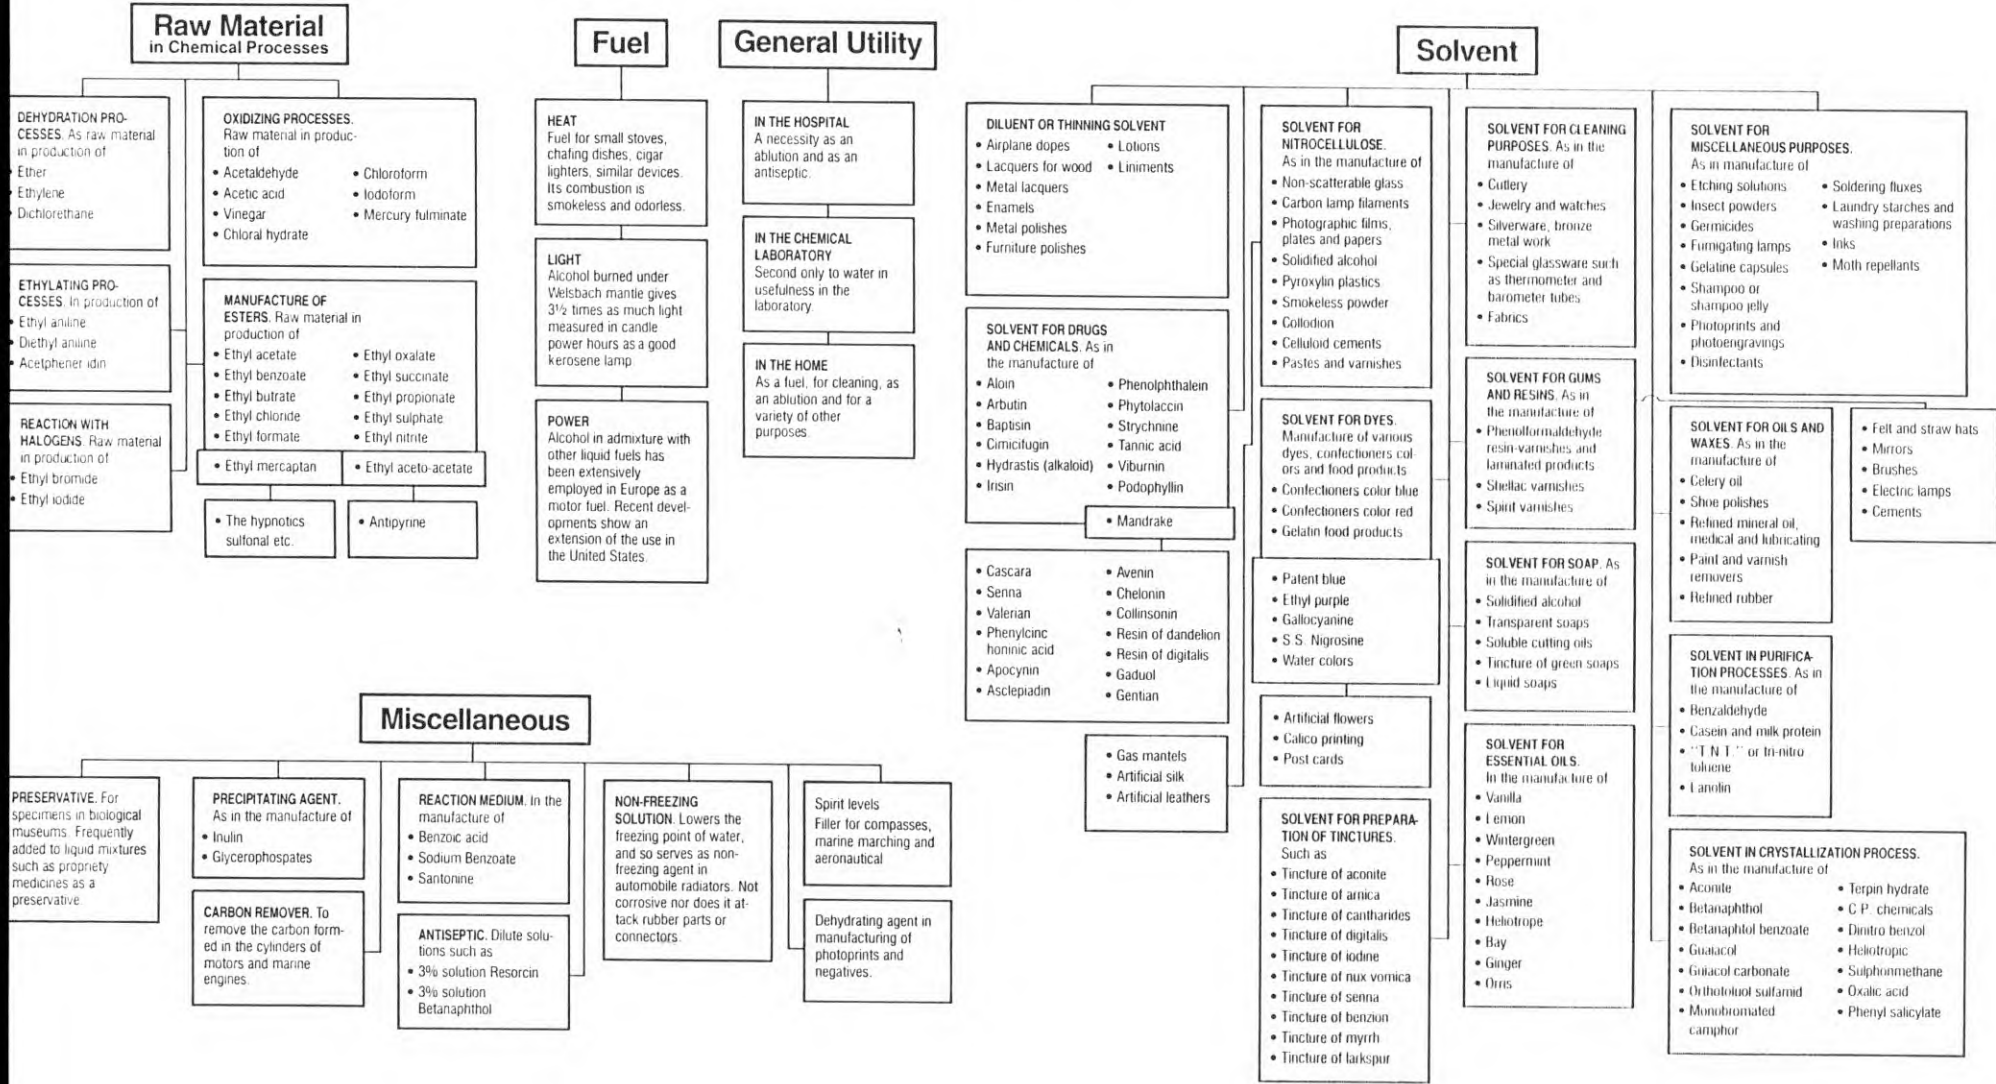 Raw Material
in Chemical Processes
DEHYDRATION PRO-
CESSES. As raw material
in production of
• Ether
• Ethylene
• Dichlorethane
ETHYLATING PRO-
CESSES. In production of
• Ethyl aniline
• Diethyl aniline
• Acetphener idin
REACTION WITH
HALOGENS. Raw material
in production of
• Ethyl bromide
• Ethyl iodide
OXIDIZING PROCESSES.
Raw material in produc-
tion of
• Acetaldehyde
• Acetic acid
• Vinegar
• Chloral hydrate
• Chloroform
• Iodoform
• Mercury fulminate
MANUFACTURE OF
ESTERS. Raw material in
production of
• Ethyl acetate
• Ethyl benzoate
• Ethyl butrate
• Ethyl chloride
• Ethyl formate
• Ethyl oxalate
• Ethyl succinate
• Ethyl propionate
• Ethyl sulphate
• Ethyl nitrite
• Ethyl mercaptan
• Ethyl aceto-acetate
• The hypnotics
sulfonal etc.
• Antipyrine
Fuel
HEAT
Fuel for small stoves,
chafing dishes, cigar
lighters, similar devices.
Its combustion is
smokeless and odorless.
LIGHT
Alcohol burned under
Welsbach mantle gives
3½ times as much light
measured in candle
power hours as a good
kerosene lamp
POWER
Alcohol in admixture with
other liquid fuels has
been extensively
employed in Europe as a
motor fuel. Recent devel-
opments show an
extension of the use in
the United States.
General Utility
IN THE HOSPITAL
A necessity as an
ablution and as an
antiseptic.
IN THE CHEMICAL
LABORATORY
Second only to water in
usefulness in the
laboratory.
IN THE HOME
As a fuel, for cleaning, as
an ablution and for a
variety of other
purposes.
Solvent
DILUENT OR THINNING SOLVENT
• Airplane dopes
• Lacquers for wood
• Metal lacquers
• Enamels
• Metal polishes
• Furniture polishes
• Lotions
• Liniments
SOLVENT FOR DRUGS
AND CHEMICALS. As in
the manufacture of
• Aloin
• Arbutin
• Baptisin
• Cimicifugin
• Hydrastis (alkaloid)
• Irisin
• Phenolphthalein
• Phytolaccin
• Strychnine
• Tannic acid
• Viburnin
• Podophyllin
• Mandrake
• Cascara
• Senna
• Valerian
• Phenylcinc
honinic acid
• Apocynin
• Asclepiadin
• Avenin
• Chelonin
• Collinsonin
• Resin of dandelion
• Resin of digitalis
• Gaduol
• Gentian
• Gas mantels
• Artificial silk
• Artificial leathers
SOLVENT FOR
NITROCELLULOSE.
As in the manufacture of
• Non-scatterable glass
• Carbon lamp filaments
• Photographic films,
plates and papers
• Solidified alcohol
• Pyroxylin plastics
• Smokeless powder
• Collodion
• Celluloid cements
• Pastes and varnishes
SOLVENT FOR DYES.
Manufacture of various
dyes, confectioners col-
ors and food products
• Confectioners color blue
• Confectioners color red
• Gelatin food products
• Patent blue
• Ethyl purple
• Gallocyanine
• S.S. Nigrosine
• Water colors
• Artificial flowers
• Calico printing
• Post cards
SOLVENT FOR PREPARA-
TION OF TINCTURES.
Such as
• Tincture of aconite
• Tincture of arnica
• Tincture of cantharides
• Tincture of digitalis
• Tincture of iodine
• Tincture of nux vomica
• Tincture of senna
• Tincture of benzion
• Tincture of myrrh
• Tincture of larkspur
SOLVENT FOR CLEANING
PURPOSES. As in the
manufacture of
• Cutlery
• Jewelry and watches
• Silverware, bronze
metal work
• Special glassware such
as thermometer and
barometer tubes
• Fabrics
SOLVENT FOR GUMS
AND RESINS. As in
the manufacture of
• Phenolformaldehyde
resin-varnishes and
laminated products
• Shellac varnishes
• Spirit varnishes
SOLVENT FOR SOAP. As
in the manufacture of
• Solidified alcohol
• Transparent soaps
• Soluble cutting oils
• Tincture of green soaps
• Liquid soaps
SOLVENT FOR
ESSENTIAL OILS.
In the manufacture of
• Vanilla
• Lemon
• Wintergreen
• Peppermint
• Rose
• Jasmine
• Heliotrope
• Bay
• Ginger
• Orris
SOLVENT FOR
MISCELLANEOUS PURPOSES.
As in manufacture of
• Etching solutions
• Insect powders
• Germicides
• Fumigating lamps
• Gelatine capsules
• Shampoo or
shampoo jelly
• Photoprints and
photoengravings
• Disinfectants
• Soldering fluxes
• Laundry starches and
washing preparations
• Inks
• Moth repellants
• Felt and straw hats
• Mirrors
• Brushes
• Electric lamps
• Cements
SOLVENT FOR OILS AND
WAXES. As in the
manufacture of
• Celery oil
• Shoe polishes
• Refined mineral oil,
medical and lubricating
• Paint and varnish
removers
• Refined rubber
SOLVENT IN PURIFICA-
TION PROCESSES. As in
the manufacture of
• Benzaldehyde
• Casein and milk protein
• "T N T" or tri-nitro
toluene
• Lanolin
SOLVENT IN CRYSTALLIZATION PROCESS.
As in the manufacture of
• Aconite
• Betanaphthol
• Betanaphtol benzoate
• Guaiacol
• Guiacol carbonate
• Orthotoluol sulfamid
• Monobromated
camphor
• Terpin hydrate
• C.P. chemicals
• Dinitro benzol
• Heliotropic
• Sulphonmethane
• Oxalic acid
• Phenyl salicylate
Miscellaneous
PRESERVATIVE. For
specimens in biological
museums. Frequently
added to liquid mixtures
such as propriety
medicines as a
preservative.
PRECIPITATING AGENT.
As in the manufacture of
• Inulin
• Glycerophospates
CARBON REMOVER. To
remove the carbon form-
ed in the cylinders of
motors and marine
engines.
REACTION MEDIUM. In the
manufacture of
• Benzoic acid
• Sodium Benzoate
• Santonine
ANTISEPTIC. Dilute solu-
tions such as
• 3% solution Resorcin
• 3% solution
Betanaphthol
NON-FREEZING
SOLUTION. Lowers the
freezing point of water,
and so serves as non-
freezing agent in
automobile radiators. Not
corrosive nor does it at-
tack rubber parts or
connectors.
Spirit levels
Filler for compasses,
marine marching and
aeronautical
Dehydrating agent in
manufacturing of
photoprints and
negatives.